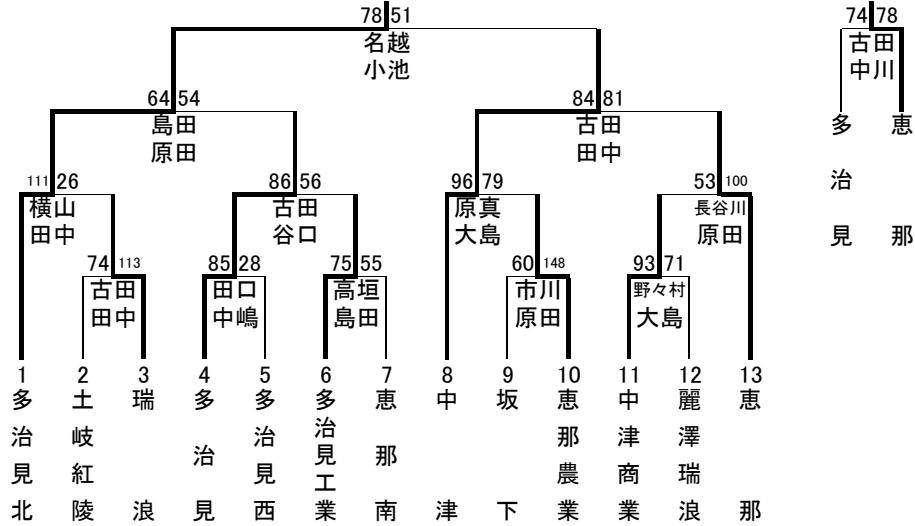 78 51
名越
小池
74 78
古田
中川
64 54
島田
原田
84 81
古田
田中
多治見
恵那
111 26
横山
田中
86 56
古田
谷口
96 79
原真
大島
53 100
長谷川
原田
74 113
古田
田中
85 28
田口
中嶋
75 55
高垣
島田
60 148
市川
原田
93 71
野々村
大島
1 2 3 4 5 6 7 8 9 10 11 12 13
多治見北
土岐紅陵
瑞浪
多治見
多治見西
多治見工業
恵那南
中津
坂下
恵那農業
中津商業
麗澤瑞浪
恵那